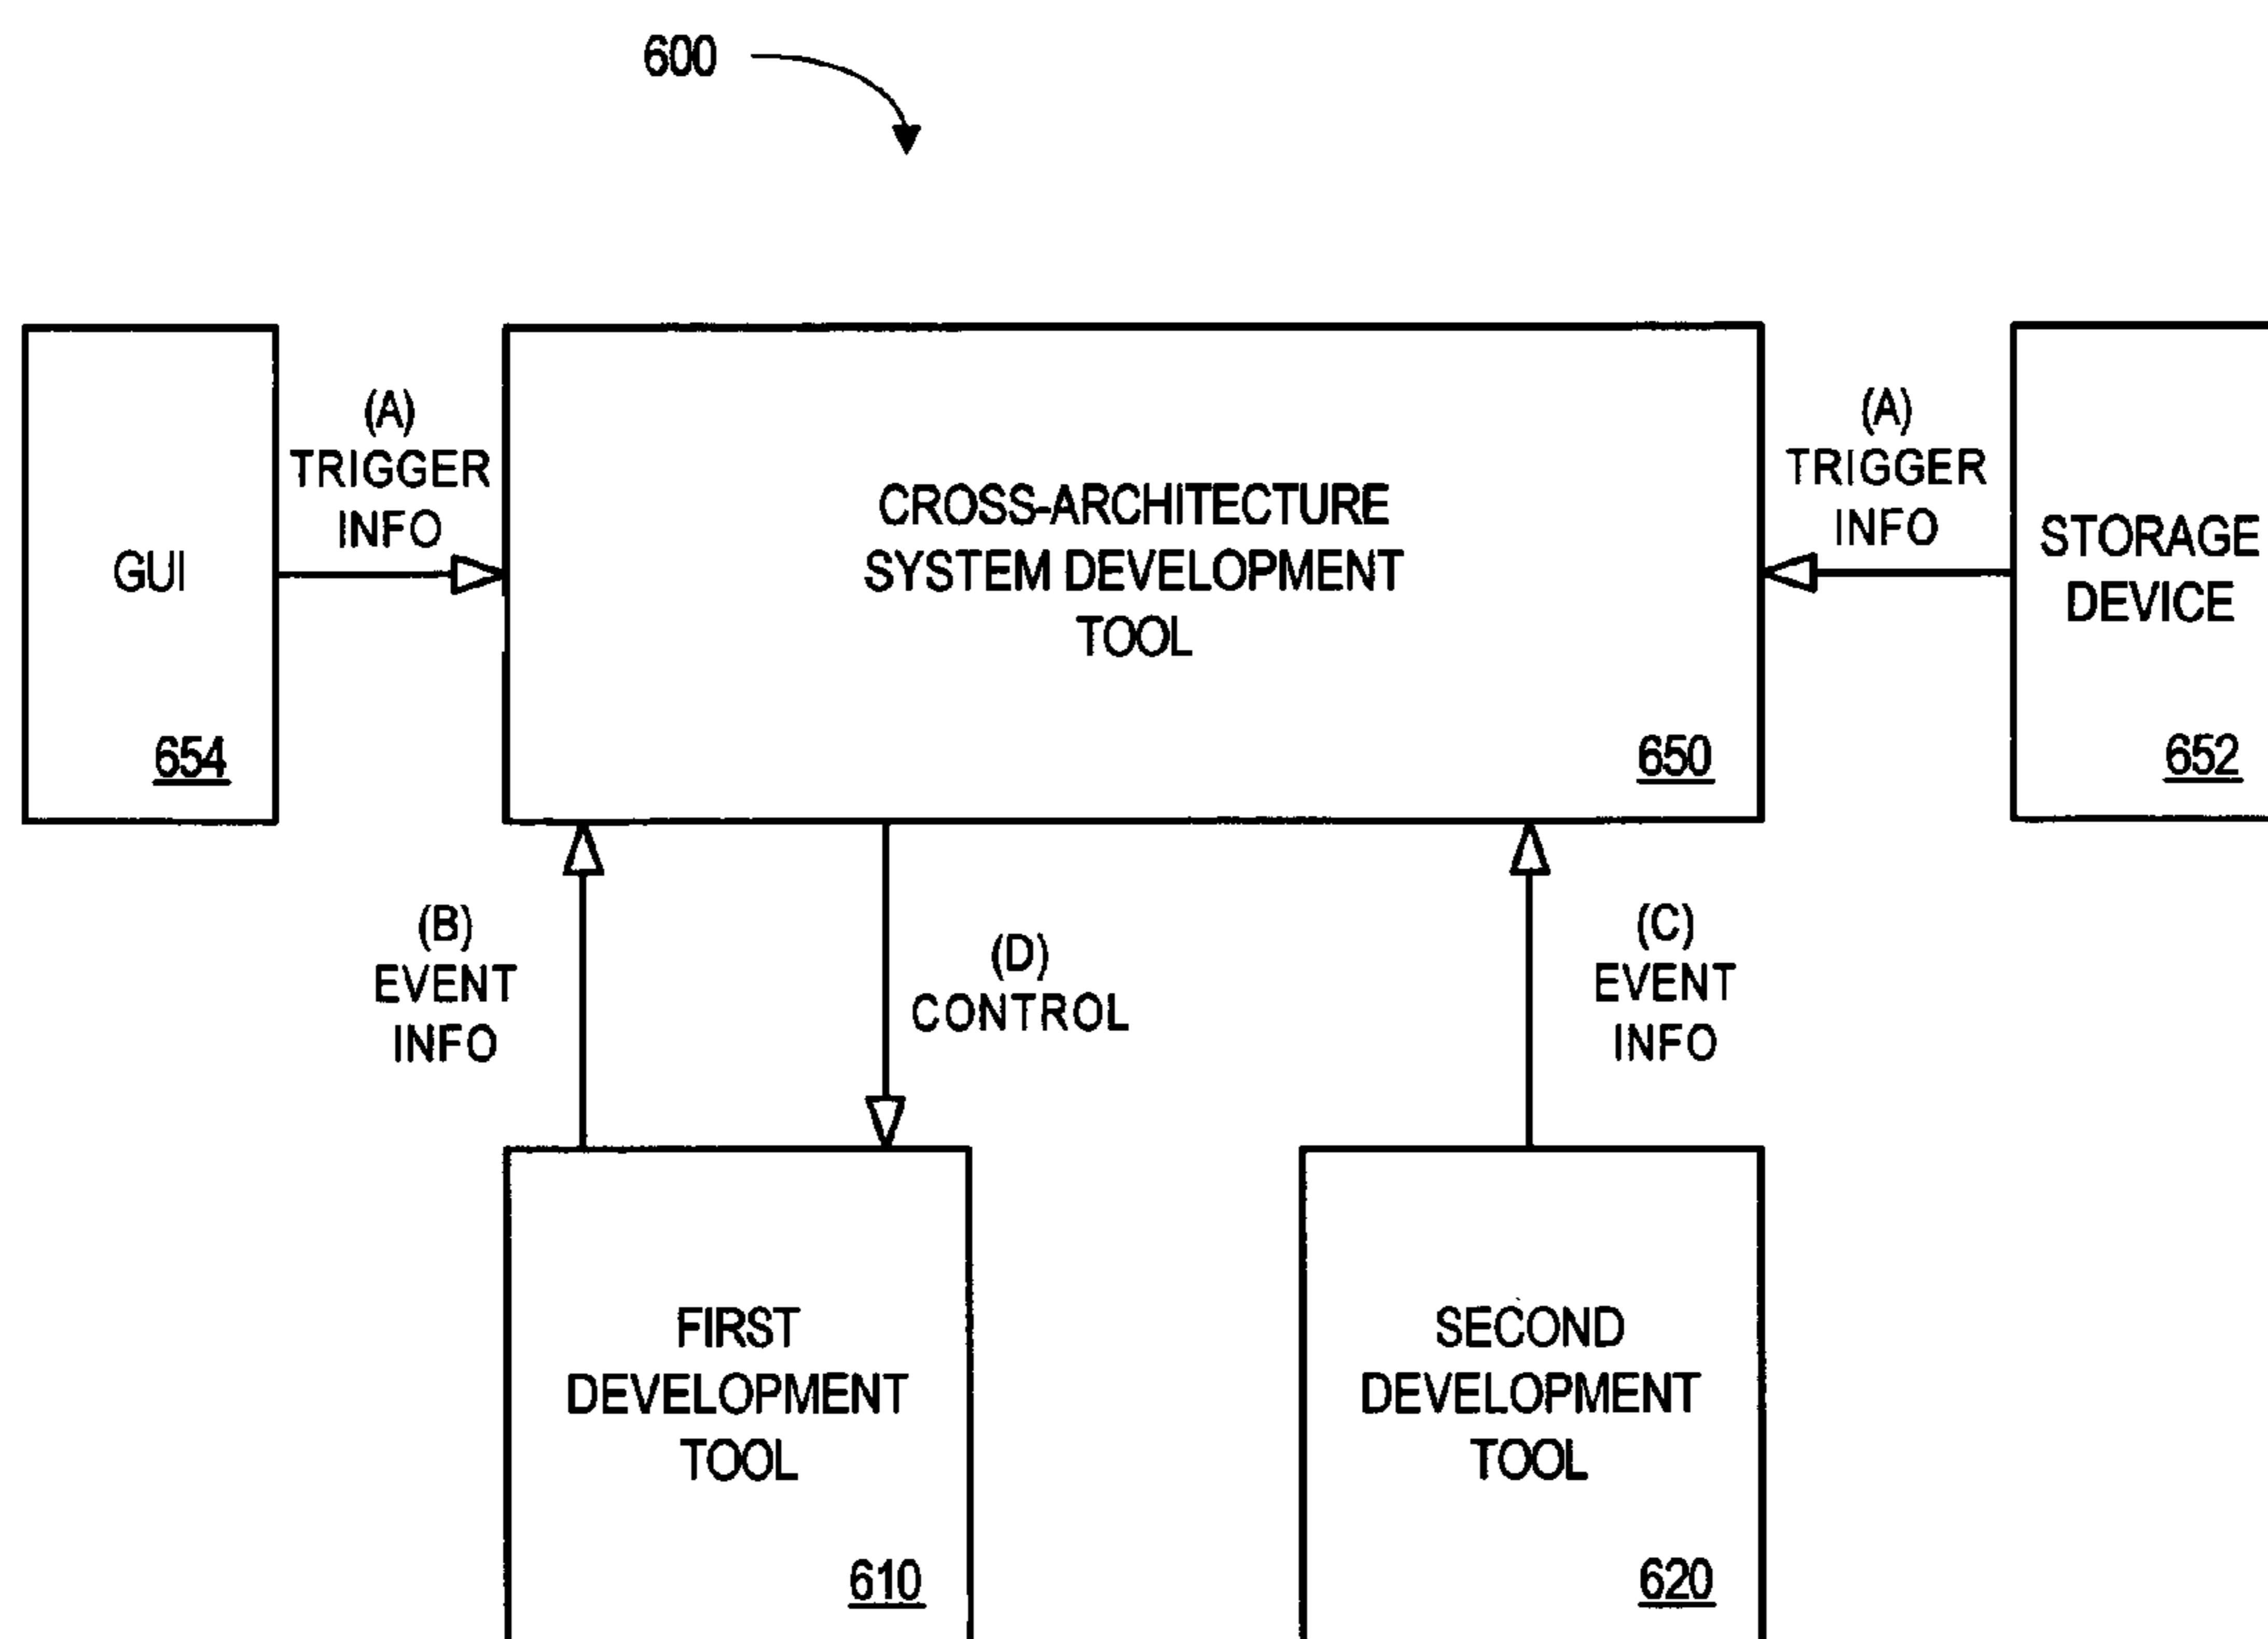 600
GUI
654
(A)
TRIGGER
INFO
CROSS-ARCHITECTURE
SYSTEM DEVELOPMENT
TOOL
650
(A)
TRIGGER
INFO
STORAGE
DEVICE
652
(B)
EVENT
INFO
(D)
CONTROL
(C)
EVENT
INFO
FIRST
DEVELOPMENT
TOOL
610
SECOND
DEVELOPMENT
TOOL
620